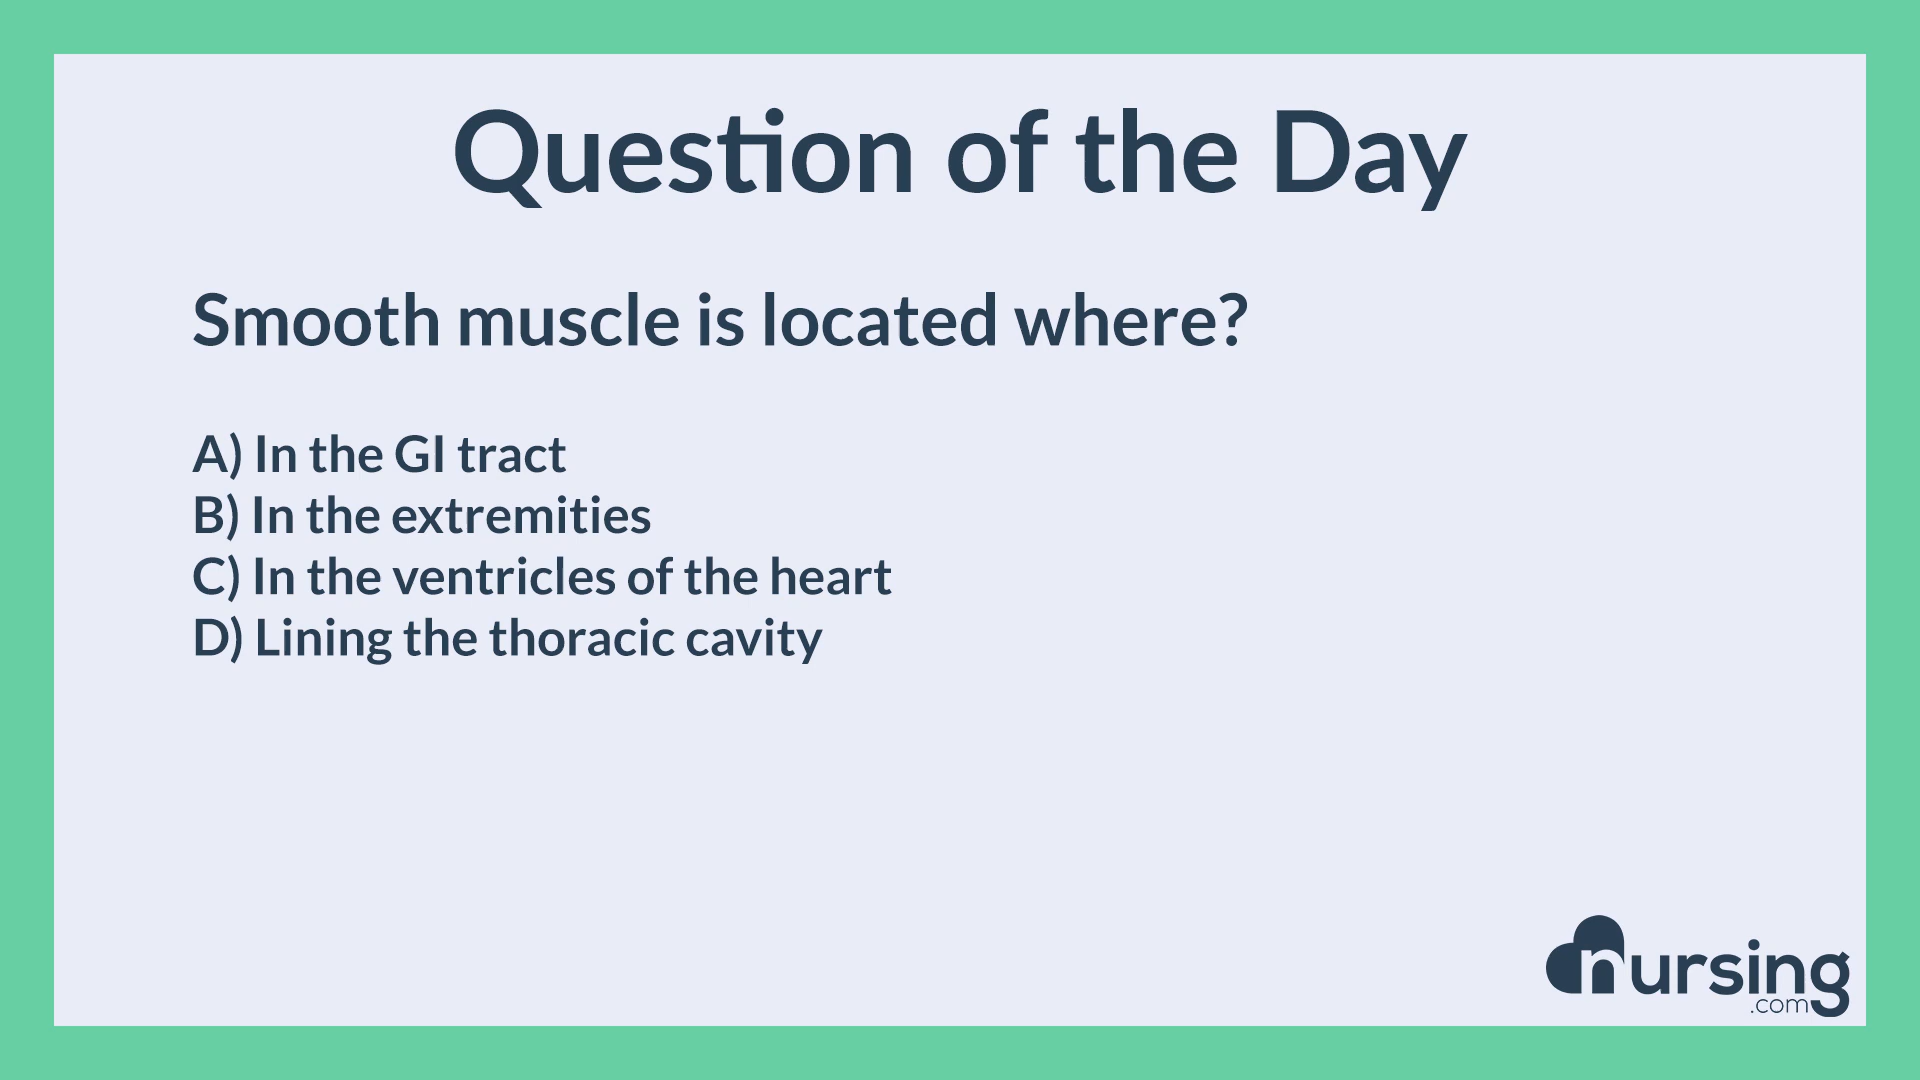 Question of the Day
Smooth muscle is located where?
A) In the GI tract
B) In the extremities
C) In the ventricles of the heart
D) Lining the thoracic cavity
nursing
.com